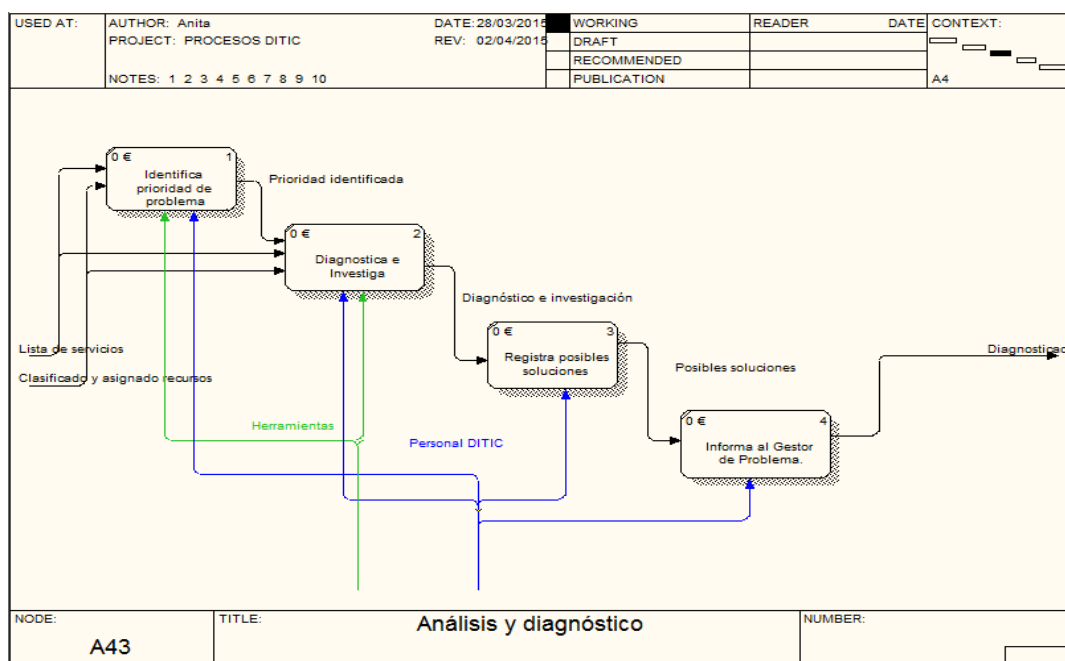 USED AT:
AUTHOR: Anita
DATE: 28/03/2015
PROJECT: PROCESOS DITIC
REV: 02/04/2015
NOTES: 1 2 3 4 5 6 7 8 9 10
WORKING
DRAFT
RECOMMENDED
PUBLICATION
READER
DATE
CONTEXT:
A4
0 €
1
Identifica
prioridad de
problema
Prioridad identificada
0 €
2
Diagnostica e
Investiga
Diagnóstico e investigación
0 €
3
Registra posibles
soluciones
Posibles soluciones
0 €
4
Informa al Gestor
de Problema.
Lista de servicios
Clasificado y asignado recursos
Diagnosticad
Herramientas
Personal DITIC
NODE:
A43
TITLE:
Análisis y diagnóstico
NUMBER: